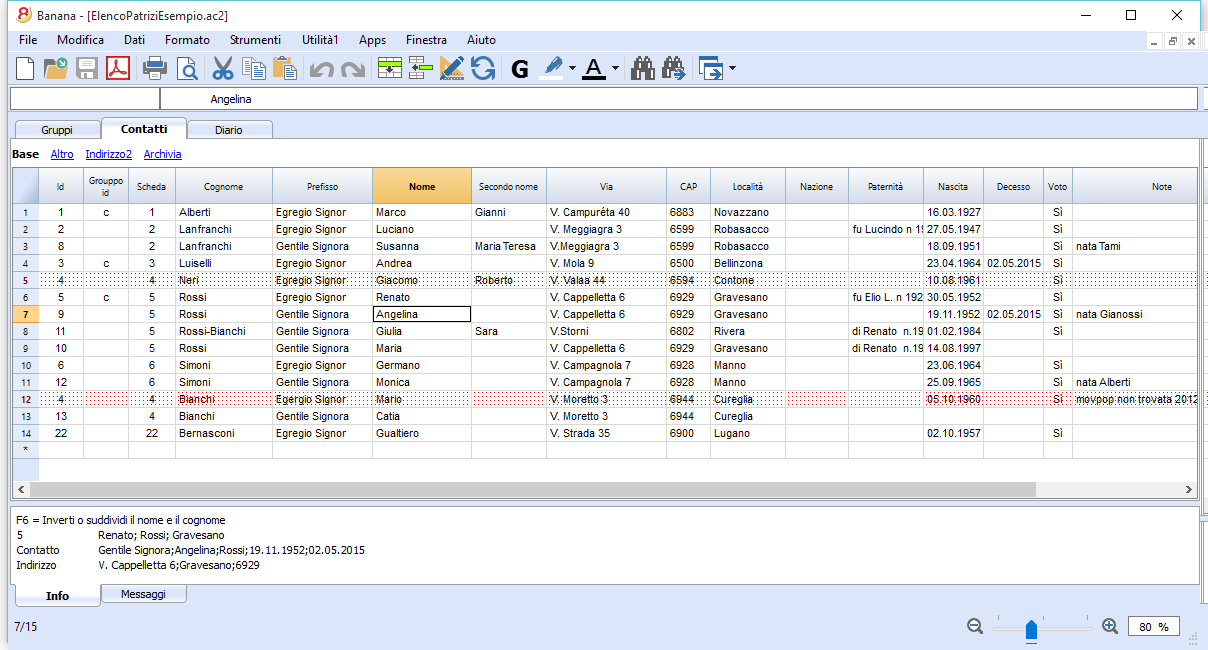 Banana - [ElencoPatriziEsempio.ac2]
File Modifica Dati Formato Strumenti Utilità1 Apps Finestra Aiuto
G A
Angelina
Gruppi Contatti Diario
Base Altro Indirizzo2 Archivia
Id Grouppo id Scheda Cognome Prefisso Nome Secondo nome Via CAP Località Nazione Paternità Nascita Decesso Voto Note
1 1 c 1 Alberti Egregio Signor Marco Gianni V. Campuréta 40 6883 Novazzano 16.03.1927 Sì
2 2 2 Lanfranchi Egregio Signor Luciano V. Meggiagra 3 6599 Robasacco fu Lucindo n 19 27.05.1947 Sì
3 8 2 Lanfranchi Gentile Signora Susanna Maria Teresa V.Meggiagra 3 6599 Robasacco 18.09.1951 Sì nata Tami
4 3 c 3 Luiselli Egregio Signor Andrea V. Mola 9 6500 Bellinzona 23.04.1964 02.05.2015 Sì
5 4 4 Neri Egregio Signor Giacomo Roberto V. Valaa 44 6594 Contone 10.08.1961 Sì
6 5 c 5 Rossi Egregio Signor Renato V. Cappelletta 6 6929 Gravesano fu Elio L. n 192 30.05.1952 Sì
7 9 5 Rossi Gentile Signora Angelina V. Cappelletta 6 6929 Gravesano 19.11.1952 02.05.2015 Sì nata Gianossi
8 11 5 Rossi-Bianchi Gentile Signora Giulia Sara V.Storni 6802 Rivera di Renato n.19 01.02.1984 Sì
9 10 5 Rossi Gentile Signora Maria V. Cappelletta 6 6929 Gravesano di Renato n.19 14.08.1997
10 6 6 Simoni Egregio Signor Germano V. Campagnola 7 6928 Manno 23.06.1964 Sì
11 12 6 Simoni Gentile Signora Monica V. Campagnola 7 6928 Manno 25.09.1965 Sì nata Alberti
12 4 4 Bianchi Egergio Signor Mario V. Moretto 3 6944 Cureglia 05.10.1960 Sì movpop non trovata 2012
13 13 4 Bianchi Gentile Signora Catia V. Moretto 3 6944 Cureglia
14 22 22 Bernasconi Egregio Signor Gualtiero V. Strada 35 6900 Lugano 02.10.1957 Sì
*
F6 = Inverti o suddividi il nome e il cognome
5 Renato; Rossi; Gravesano
Contatto Gentile Signora;Angelina;Rossi;19.11.1952;02.05.2015
Indirizzo V. Cappelletta 6;Gravesano;6929
Info Messaggi
7/15 80 %